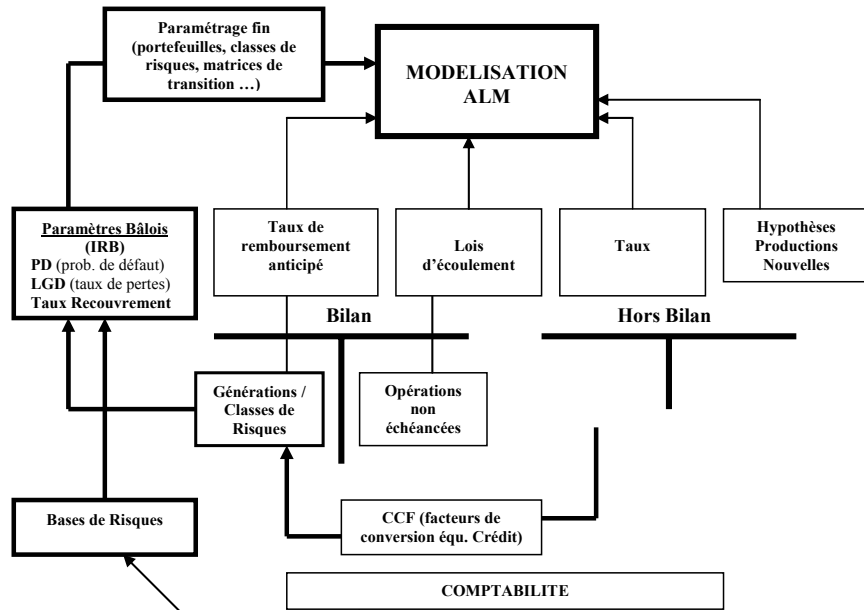 Paramétrage fin
(portefeuilles, classes de
risques, matrices de
transition …)
MODELISATION
ALM
Paramètres Bâlois
(IRB)
PD (prob. de défaut)
LGD (taux de pertes)
Taux Recouvrement
Taux de
remboursement
anticipé
Lois
d'écoulement
Taux
Hypothèses
Productions
Nouvelles
Bilan
Hors Bilan
Générations /
Classes de
Risques
Opérations
non
échéancées
Bases de Risques
CCF (facteurs de
conversion équ. Crédit)
COMPTABILITE